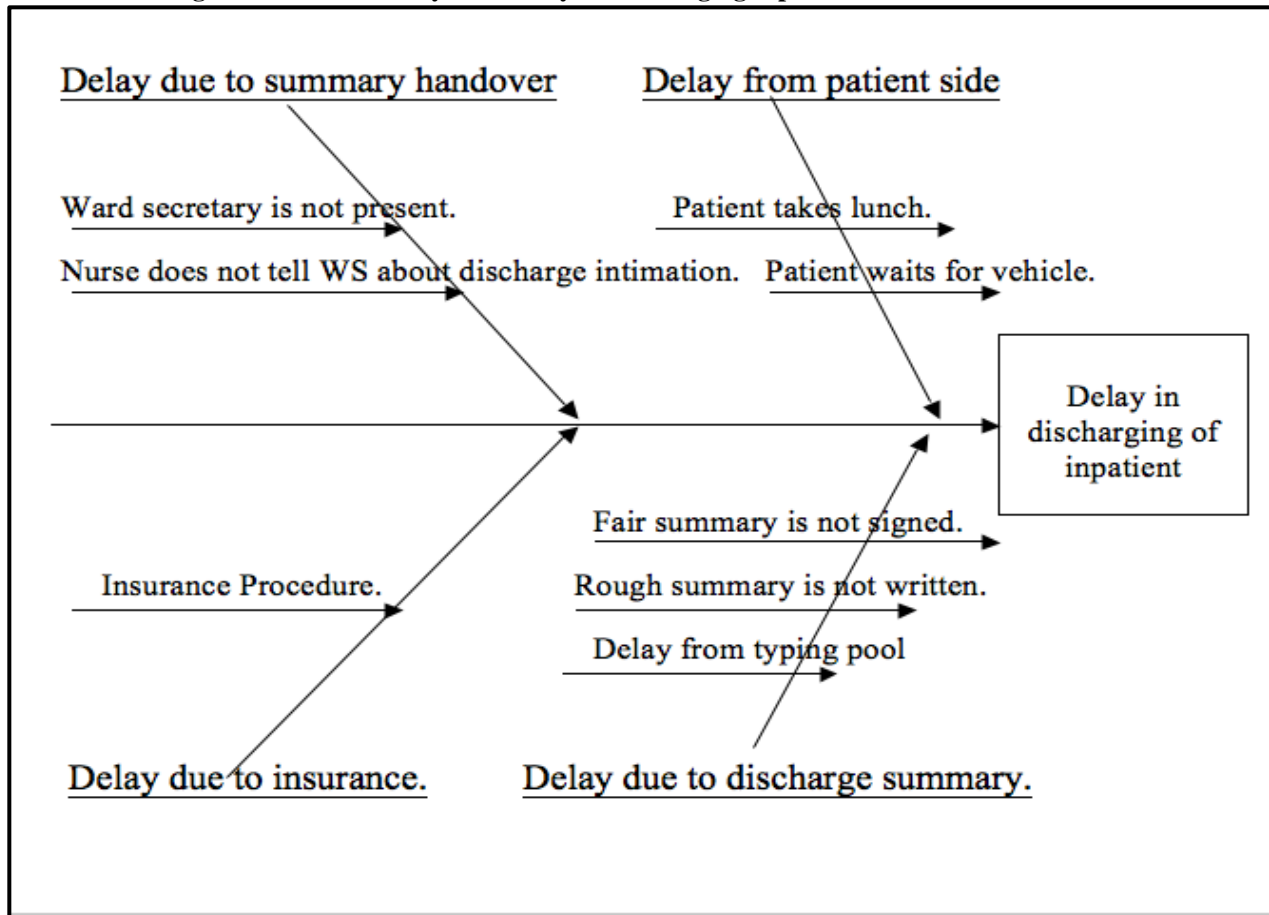 Delay due to summary handover
Delay from patient side
Ward secretary is not present.
Patient takes lunch.
Nurse does not tell WS about discharge intimation.
Patient waits for vehicle.
Delay in
discharging of
inpatient
Fair summary is not signed.
Insurance Procedure.
Rough summary is not written.
Delay from typing pool
Delay due to insurance.
Delay due to discharge summary.